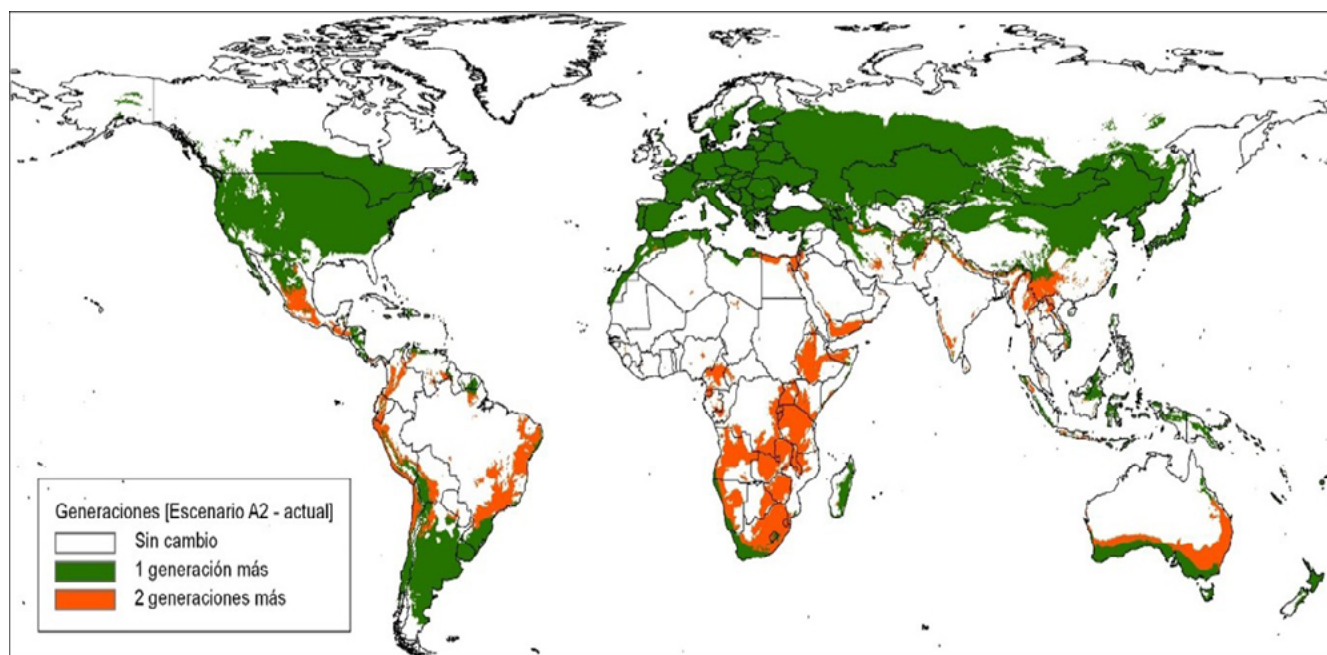 Generaciones [Escenario A2 - actual]
Sin cambio
1 generación más
2 generaciones más